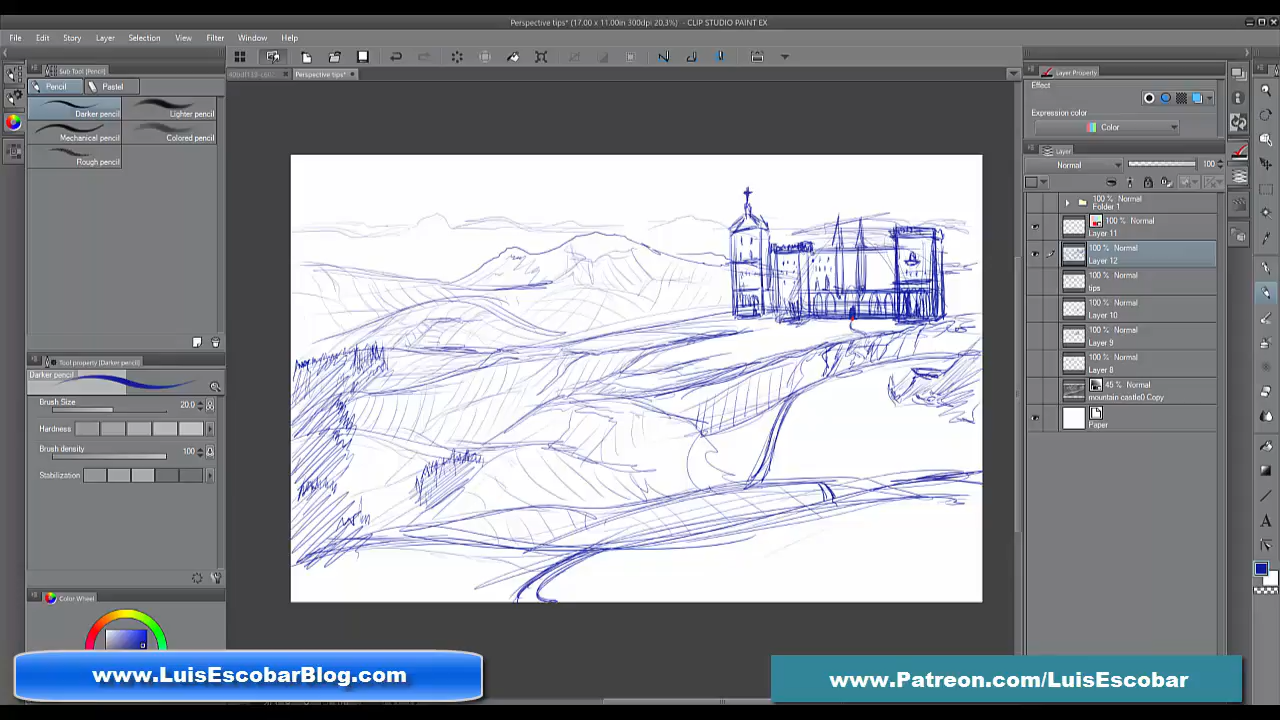 Perspective tips* (17.00 x 11.00in 300dpi 20.3%) - CLIP STUDIO PAINT EX
File Edit Story Layer Selection View Filter Window Help
Sub Tool [Pencil]
Perspective tips*
Pencil Pastel
Darker pencil Lighter pencil
Mechanical pencil Colored pencil
Rough pencil
Tool property [Darker pencil]
Darker pencil
Brush Size 20.0
Hardness
Brush density 100
Stabilization
Color Wheel
Layer Property
Effect
Expression color
Color
Layer
Normal 100
100 % Normal
Folder 1
100 % Normal
Layer 11
100 % Normal
Layer 12
100 % Normal
tips
100 % Normal
Layer 10
100 % Normal
Layer 9
100 % Normal
Layer 8
45 % Normal
mountain castle0 Copy
Paper
www.LuisEscobarBlog.com
www.Patreon.com/LuisEscobar